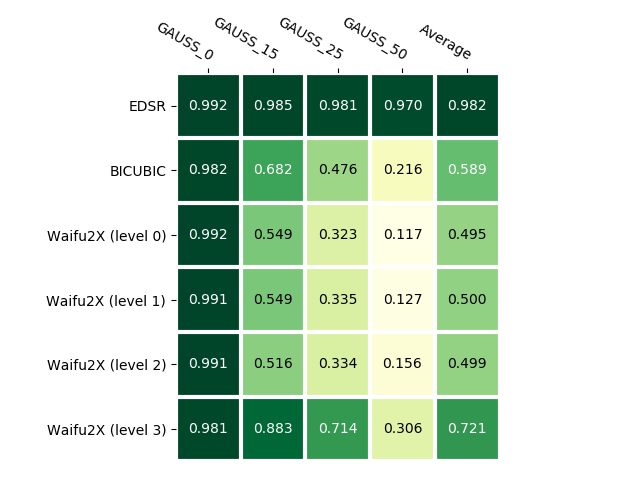 GAUSS_0 GAUSS_15 GAUSS_25 GAUSS_50 Average
EDSR 0.992 0.985 0.981 0.970 0.982
BICUBIC 0.982 0.682 0.476 0.216 0.589
Waifu2X (level 0) 0.992 0.549 0.323 0.117 0.495
Waifu2X (level 1) 0.991 0.549 0.335 0.127 0.500
Waifu2X (level 2) 0.991 0.516 0.334 0.156 0.499
Waifu2X (level 3) 0.981 0.883 0.714 0.306 0.721